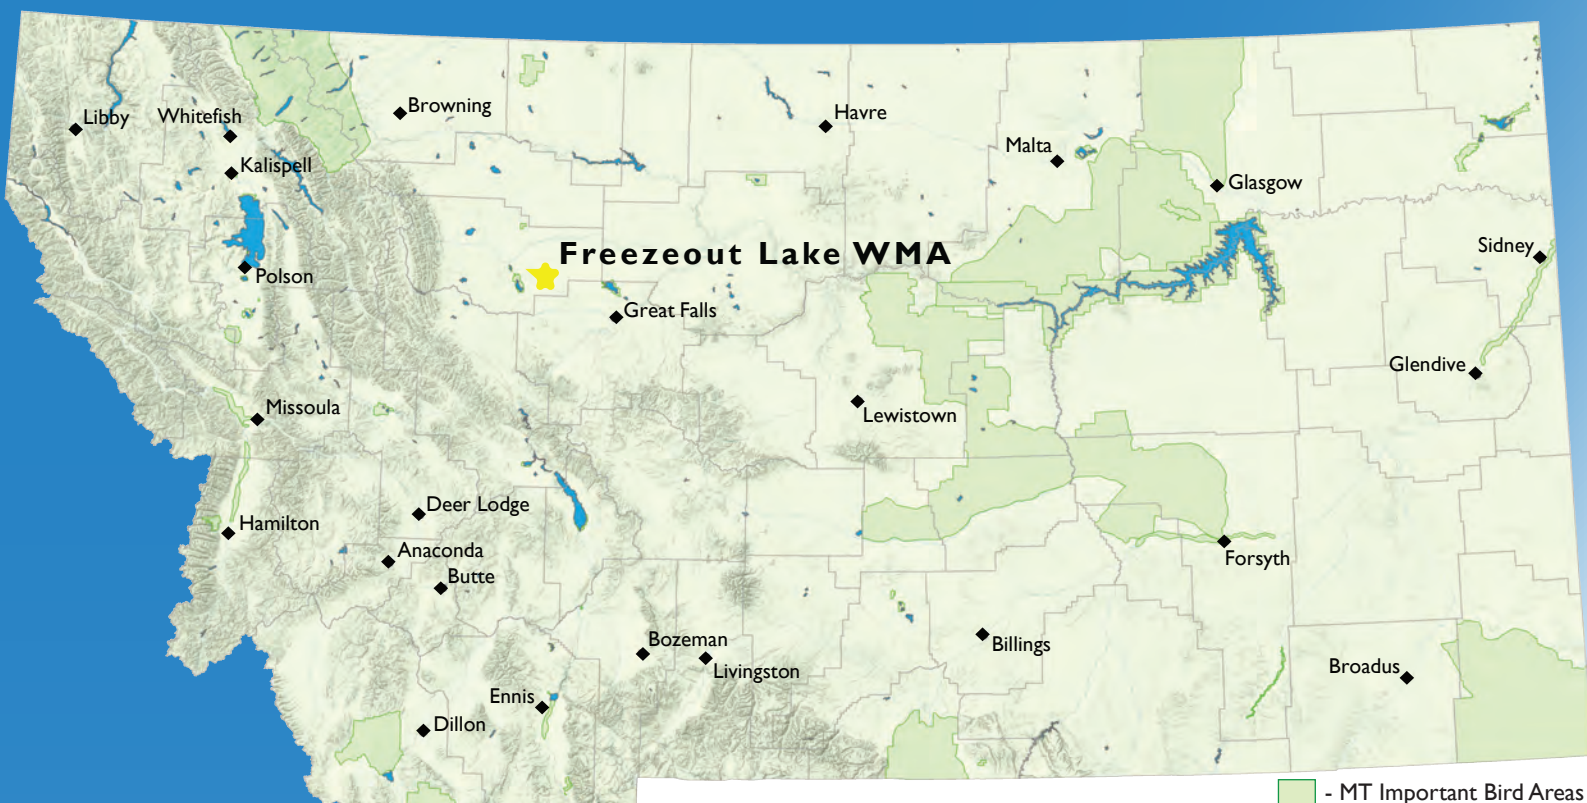 Browning
Havre
Libby
Whitefish
Malta
Kalispell
Glasgow
Freezeout Lake WMA
Sidney
Polson
Great Falls
Glendive
Missoula
Lewistown
Deer Lodge
Hamilton
Anaconda
Forsyth
Butte
Bozeman
Billings
Livingston
Broadus
Ennis
Dillon
- MT Important Bird Areas